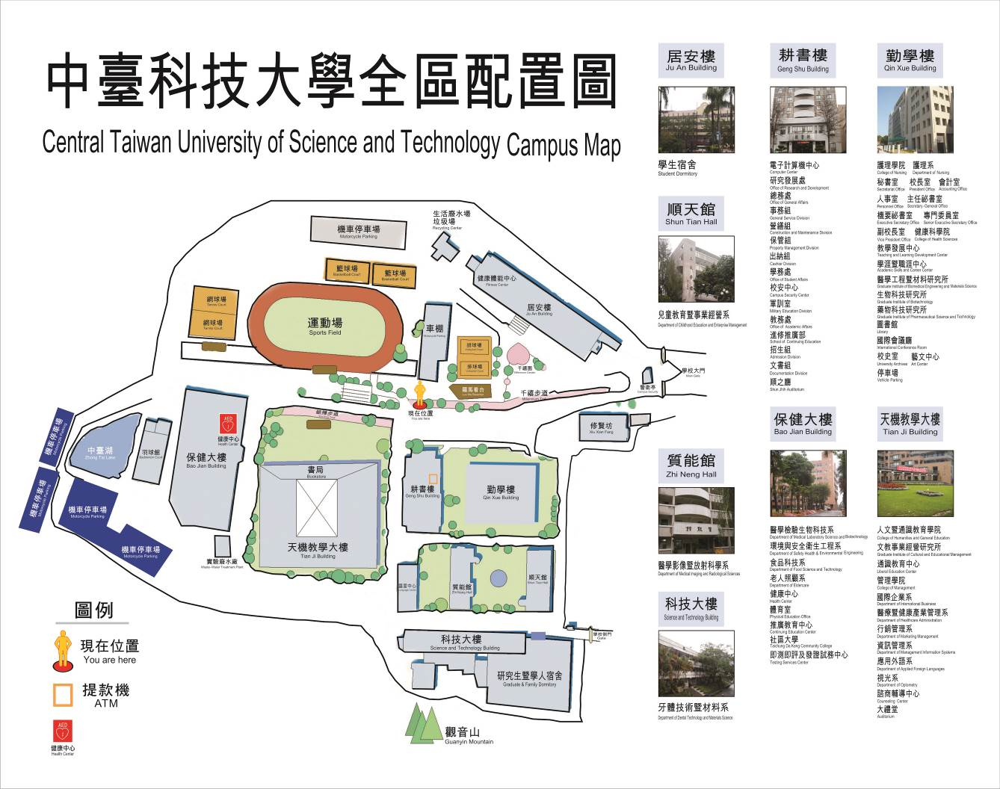 中臺科技大學全區配置圖
Central Taiwan University of Science and Technology Campus Map
機車停車場
Motorcycle Parking
生活廢水場
垃圾場
Recycling Center
籃球場
Basketball Court
籃球場
Basketball Court
健康體能中心
Fitness Center
居安樓
Ju An Building
網球場
Tennis Court
網球場
Tennis Court
運動場
Sports Field
車棚
Motorcycle Parking
排球場
排球場
千禧園
羅馬看台
千禧步道
Millennium Trail
學校大門
Main Gate
警衛亭
Campus Security
現在位置
You are here
修賢坊
Xiu Xian Fang
機車停車場
Motorcycle Parking
機車停車場
Motorcycle Parking
中臺湖
Zhong Tai Lake
羽球館
Badminton Court
AED
健康中心
Health Center
保健大樓
Bao Jian Building
書局
Bookstore
耕書樓
Geng Shu Building
勤學樓
Qin Xue Building
機車停車場
Motorcycle Parking
機車停車場
Motorcycle Parking
天機教學大樓
Tian Ji Building
實驗廢水廠
Waste-Water Treatment Plant
語言中心
Language Center
質能館
Zhi Neng Hall
順天館
Shun Tian Hall
科技大樓
Science and Technology Building
學校側門
Gate
研究生暨學人宿舍
Graduate & Family Dormitory
觀音山
Guanyin Mountain
圖例
現在位置
You are here
提款機
ATM
AED
健康中心
Health Center
居安樓
Ju An Building
學生宿舍
Student Dormitory
順天館
Shun Tian Hall
兒童教育暨事業經營系
Department of Childhood Education and Enterprise Management
質能館
Zhi Neng Hall
醫學影像暨放射科學系
Department of Medical Imaging and Radiological Sciences
科技大樓
Science and Technology Building
牙體技術暨材料系
Department of Dental Technology and Materials Science
耕書樓
Geng Shu Building
電子計算機中心
Computer Center
研究發展處
Office of Research and Development
總務處
Office of General Affairs
事務組
General Service Division
營繕組
Construction and Maintenance Division
保管組
Property Management Division
出納組
Cashier Division
學務處
Office of Student Affairs
校安中心
Campus Security Center
軍訓室
Military Education Division
教務處
Office of Academic Affairs
進修推廣部
School of Continuing Education
招生組
Admission Division
文書組
Documentation Division
順之廳
Shun Jhih Auditorium
保健大樓
Bao Jian Building
醫學檢驗生物科技系
Department of Medical Laboratory Science and Biotechnology
環境與安全衛生工程系
Department of Safety Health & Environmental Engineering
食品科技系
Department of Food Science and Technology
老人照顧系
Department of Eldercare
健康中心
Health Center
體育室
Physical Education Office
推廣教育中心
Continuing Education Center
社區大學
Taichung Da Keng Community College
即測即評及發證試務中心
Testing Services Center
勤學樓
Qin Xue Building
護理學院 護理系
College of Nursing Department of Nursing
秘書室 校長室 會計室
Secretariat Office President Office Accounting Office
人事室 主任祕書室
Personnel Office Secretary-General Office
機要祕書室 專門委員室
Executive Secretary Office Senior Executive Secretary Office
副校長室 健康科學院
Vice President Office College of Health Sciences
教學發展中心
Teaching and Learning Development Center
學涯暨職涯中心
Academic Skills and Career Center
醫學工程暨材料研究所
Graduate Institute of Biomedical Engineering and Materials Science
生物科技研究所
Graduate Institute of Biotechnology
藥物科技研究所
Graduate Institute of Pharmaceutical Science and Technology
圖書館
Library
國際會議廳
International Conference Room
校史室 藝文中心
University Archives Art Center
停車場
Vehicle Parking
天機教學大樓
Tian Ji Building
人文暨通識教育學院
College of Humanities and General Education
文教事業經營研究所
Graduate Institute of Cultural and Educational Management
通識教育中心
Liberal Education Center
管理學院
College of Management
國際企業系
Department of International Business
醫療暨健康產業管理系
Department of Healthcare Administration
行銷管理系
Department of Marketing Management
資訊管理系
Department of Management Information Systems
應用外語系
Department of Applied Foreign Languages
視光系
Department of Optometry
諮商輔導中心
Counseling Center
大禮堂
Auditorium